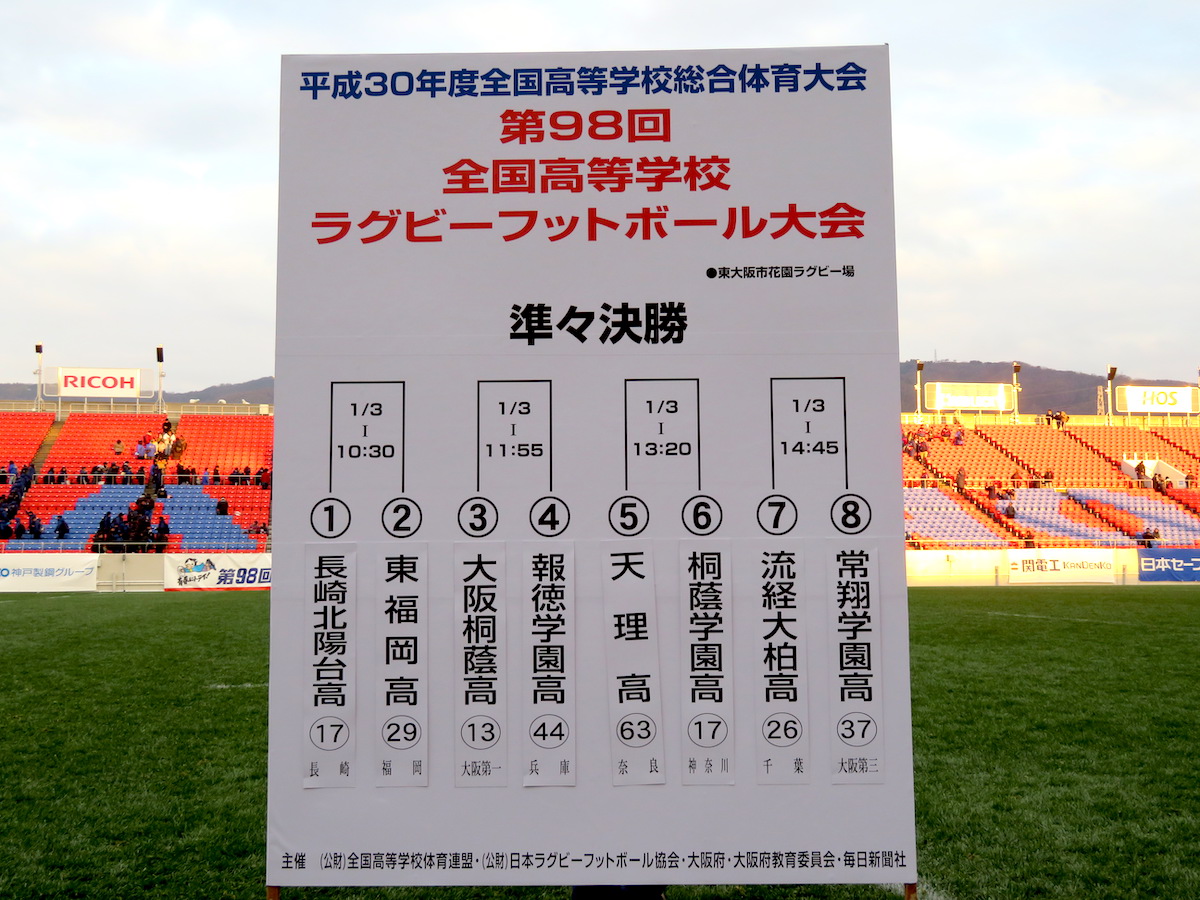 平成30年度全国高等学校総合体育大会
第98回
全国高等学校
ラグビーフットボール大会
●東大阪市花園ラグビー場
準々決勝
1/3
10:30
1/3
11:55
1/3
13:20
1/3
14:45
① ② ③ ④ ⑤ ⑥ ⑦ ⑧
長崎北陽台高
17
長崎
東福岡高
29
福岡
大阪桐蔭高
13
大阪第一
報徳学園高
44
兵庫
天理高
63
奈良
桐蔭学園高
17
神奈川
流経大柏高
26
千葉
常翔学園高
37
大阪第三
主催 (公財)全国高等学校体育連盟・(公財)日本ラグビーフットボール協会・大阪府・大阪府教育委員会・毎日新聞社
RICOH
HOS
神戸製鋼グループ
第98回
関電工 KANDENKO
日本セー